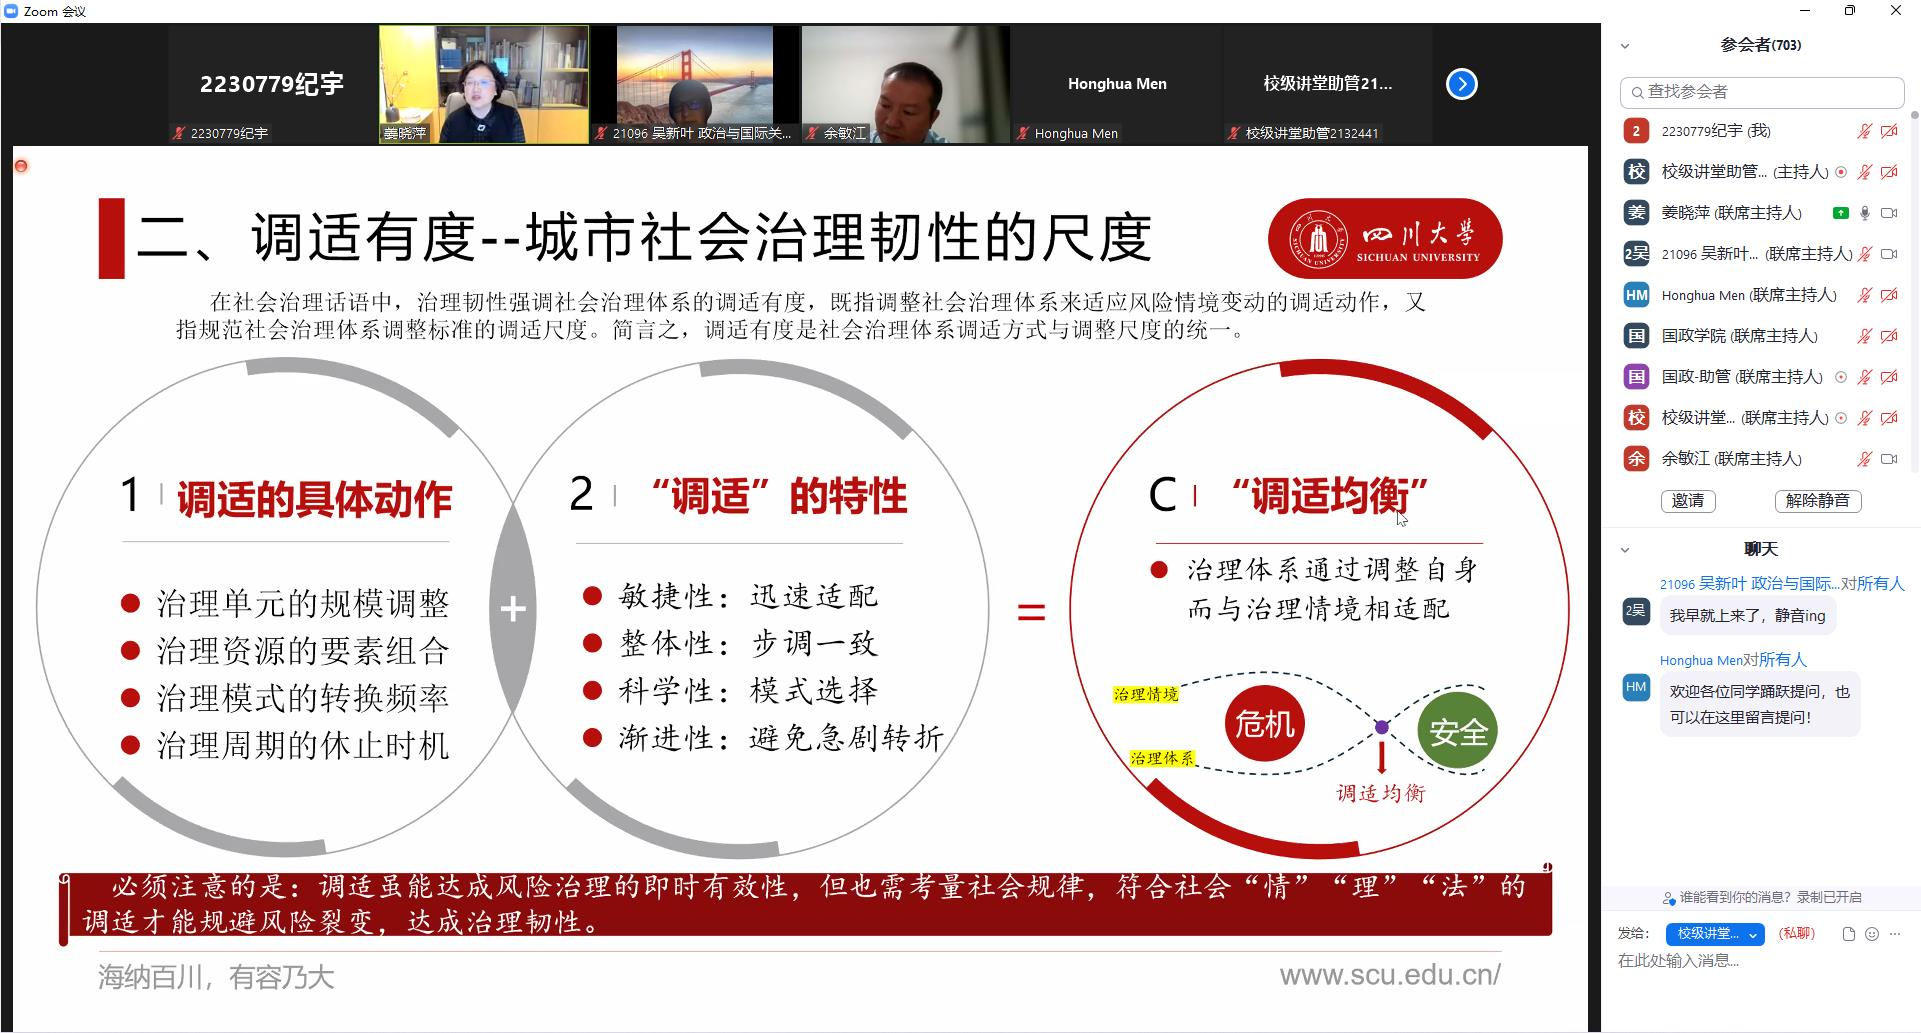 Zoom 会议
2230779纪宇
2230779纪宇
姜晓萍
21096 吴新叶 政治与国际关...
余敏江
Honghua Men
Honghua Men
校级讲堂助管21...
校级讲堂助管2132441
二、调适有度--城市社会治理韧性的尺度
四川大学
SICHUAN UNIVERSITY
在社会治理话语中，治理韧性强调社会治理体系的调适有度，既指调整社会治理体系来适应风险情境变动的调适动作，又
指规范社会治理体系调整标准的调适尺度。简言之，调适有度是社会治理体系调适方式与调整尺度的统一。
1 调适的具体动作
治理单元的规模调整
治理资源的要素组合
治理模式的转换频率
治理周期的休止时机
+
2 “调适”的特性
敏捷性：迅速适配
整体性：步调一致
科学性：模式选择
渐进性：避免急剧转折
=
C “调适均衡”
治理体系通过调整自身
而与治理情境相适配
治理情境
治理体系
危机
安全
调适均衡
必须注意的是：调适虽能达成风险治理的即时有效性，但也需考量社会规律，符合社会“情”“理”“法”的
调适才能规避风险裂变，达成治理韧性。
海纳百川，有容乃大
www.scu.edu.cn/
参会者(703)
查找参会者
2 2230779纪宇 (我)
校 校级讲堂助管... (主持人)
姜 姜晓萍 (联席主持人)
2吴 21096 吴新叶... (联席主持人)
HM Honghua Men (联席主持人)
国 国政学院 (联席主持人)
国 国政-助管 (联席主持人)
校 校级讲堂... (联席主持人)
余 余敏江 (联席主持人)
邀请
解除静音
聊天
21096 吴新叶 政治与国际...对所有人
2吴 我早就上来了，静音ing
Honghua Men对所有人
HM 欢迎各位同学踊跃提问，也
可以在这里留言提问！
谁能看到你的消息？录制已开启
发给： 校级讲堂... (私聊) ...
在此处输入消息...